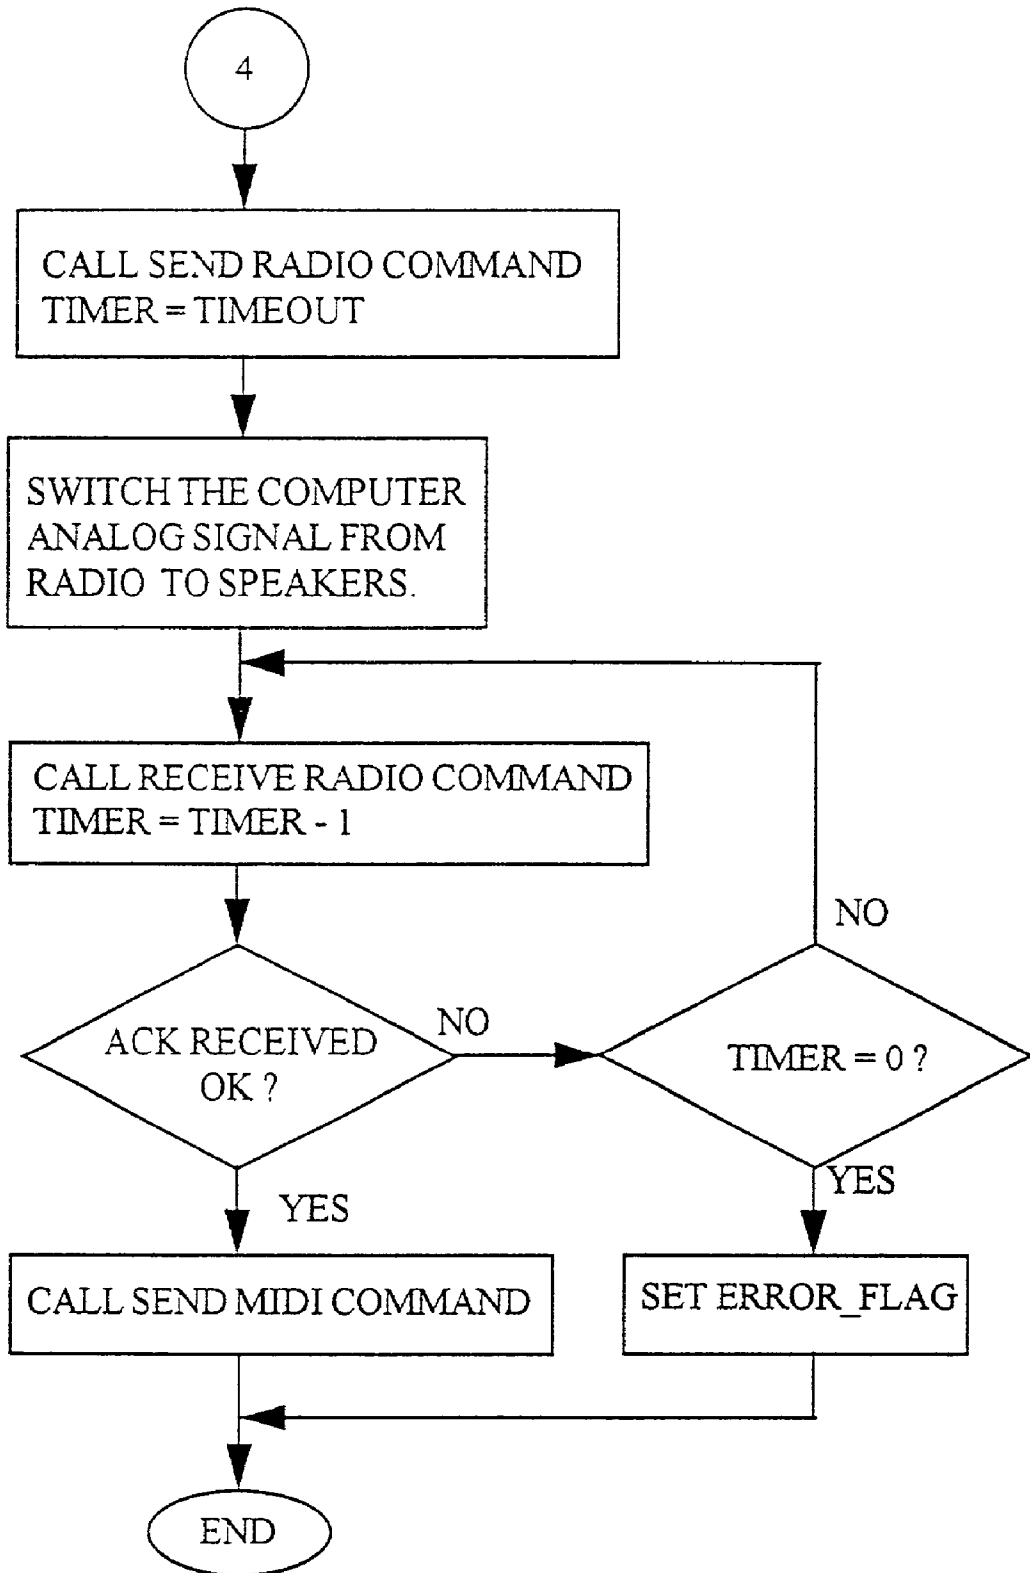 4
CALL SEND RADIO COMMAND
TIMER = TIMEOUT
SWITCH THE COMPUTER
ANALOG SIGNAL FROM
RADIO TO SPEAKERS.
CALL RECEIVE RADIO COMMAND
TIMER = TIMER - 1
NO
ACK RECEIVED
OK ?
NO
TIMER = 0 ?
YES
YES
CALL SEND MIDI COMMAND
SET ERROR_FLAG
END